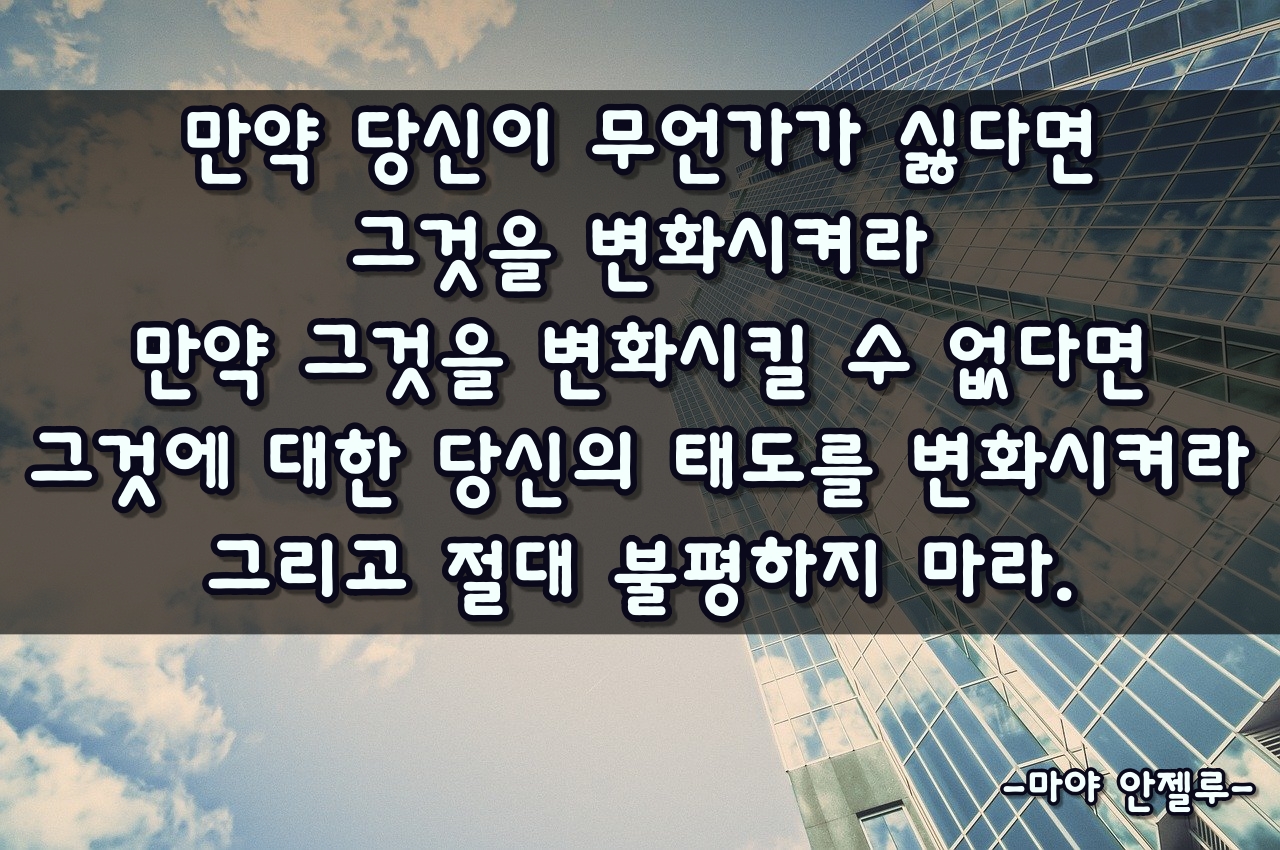 만약 당신이 무언가가 싫다면
그것을 변화시켜라
만약 그것을 변화시킬 수 없다면
그것에 대한 당신의 태도를 변화시켜라
그리고 절대 불평하지 마라.
-마야 안젤루-